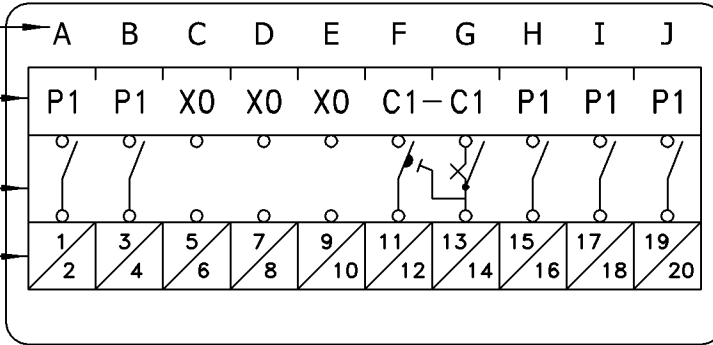 A B C D E F G H I J
P1 P1 X0 X0 X0 C1-C1 P1 P1 P1
1 3 5 7 9 11 13 15 17 19
2 4 6 8 10 12 14 16 18 20